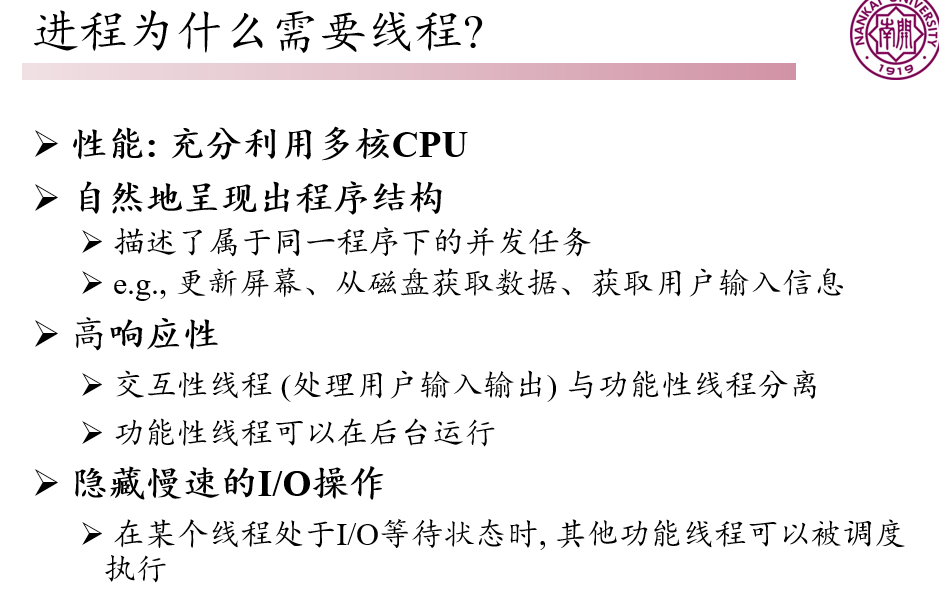 进程为什么需要线程?
NANKAI UNIVERSITY
南開
1919
➢ 性能: 充分利用多核CPU
➢ 自然地呈现出程序结构
➢ 描述了属于同一程序下的并发任务
➢ e.g., 更新屏幕、从磁盘获取数据、获取用户输入信息
➢ 高响应性
➢ 交互性线程 (处理用户输入输出) 与功能性线程分离
➢ 功能性线程可以在后台运行
➢ 隐藏慢速的I/O操作
➢ 在某个线程处于I/O等待状态时, 其他功能线程可以被调度
执行